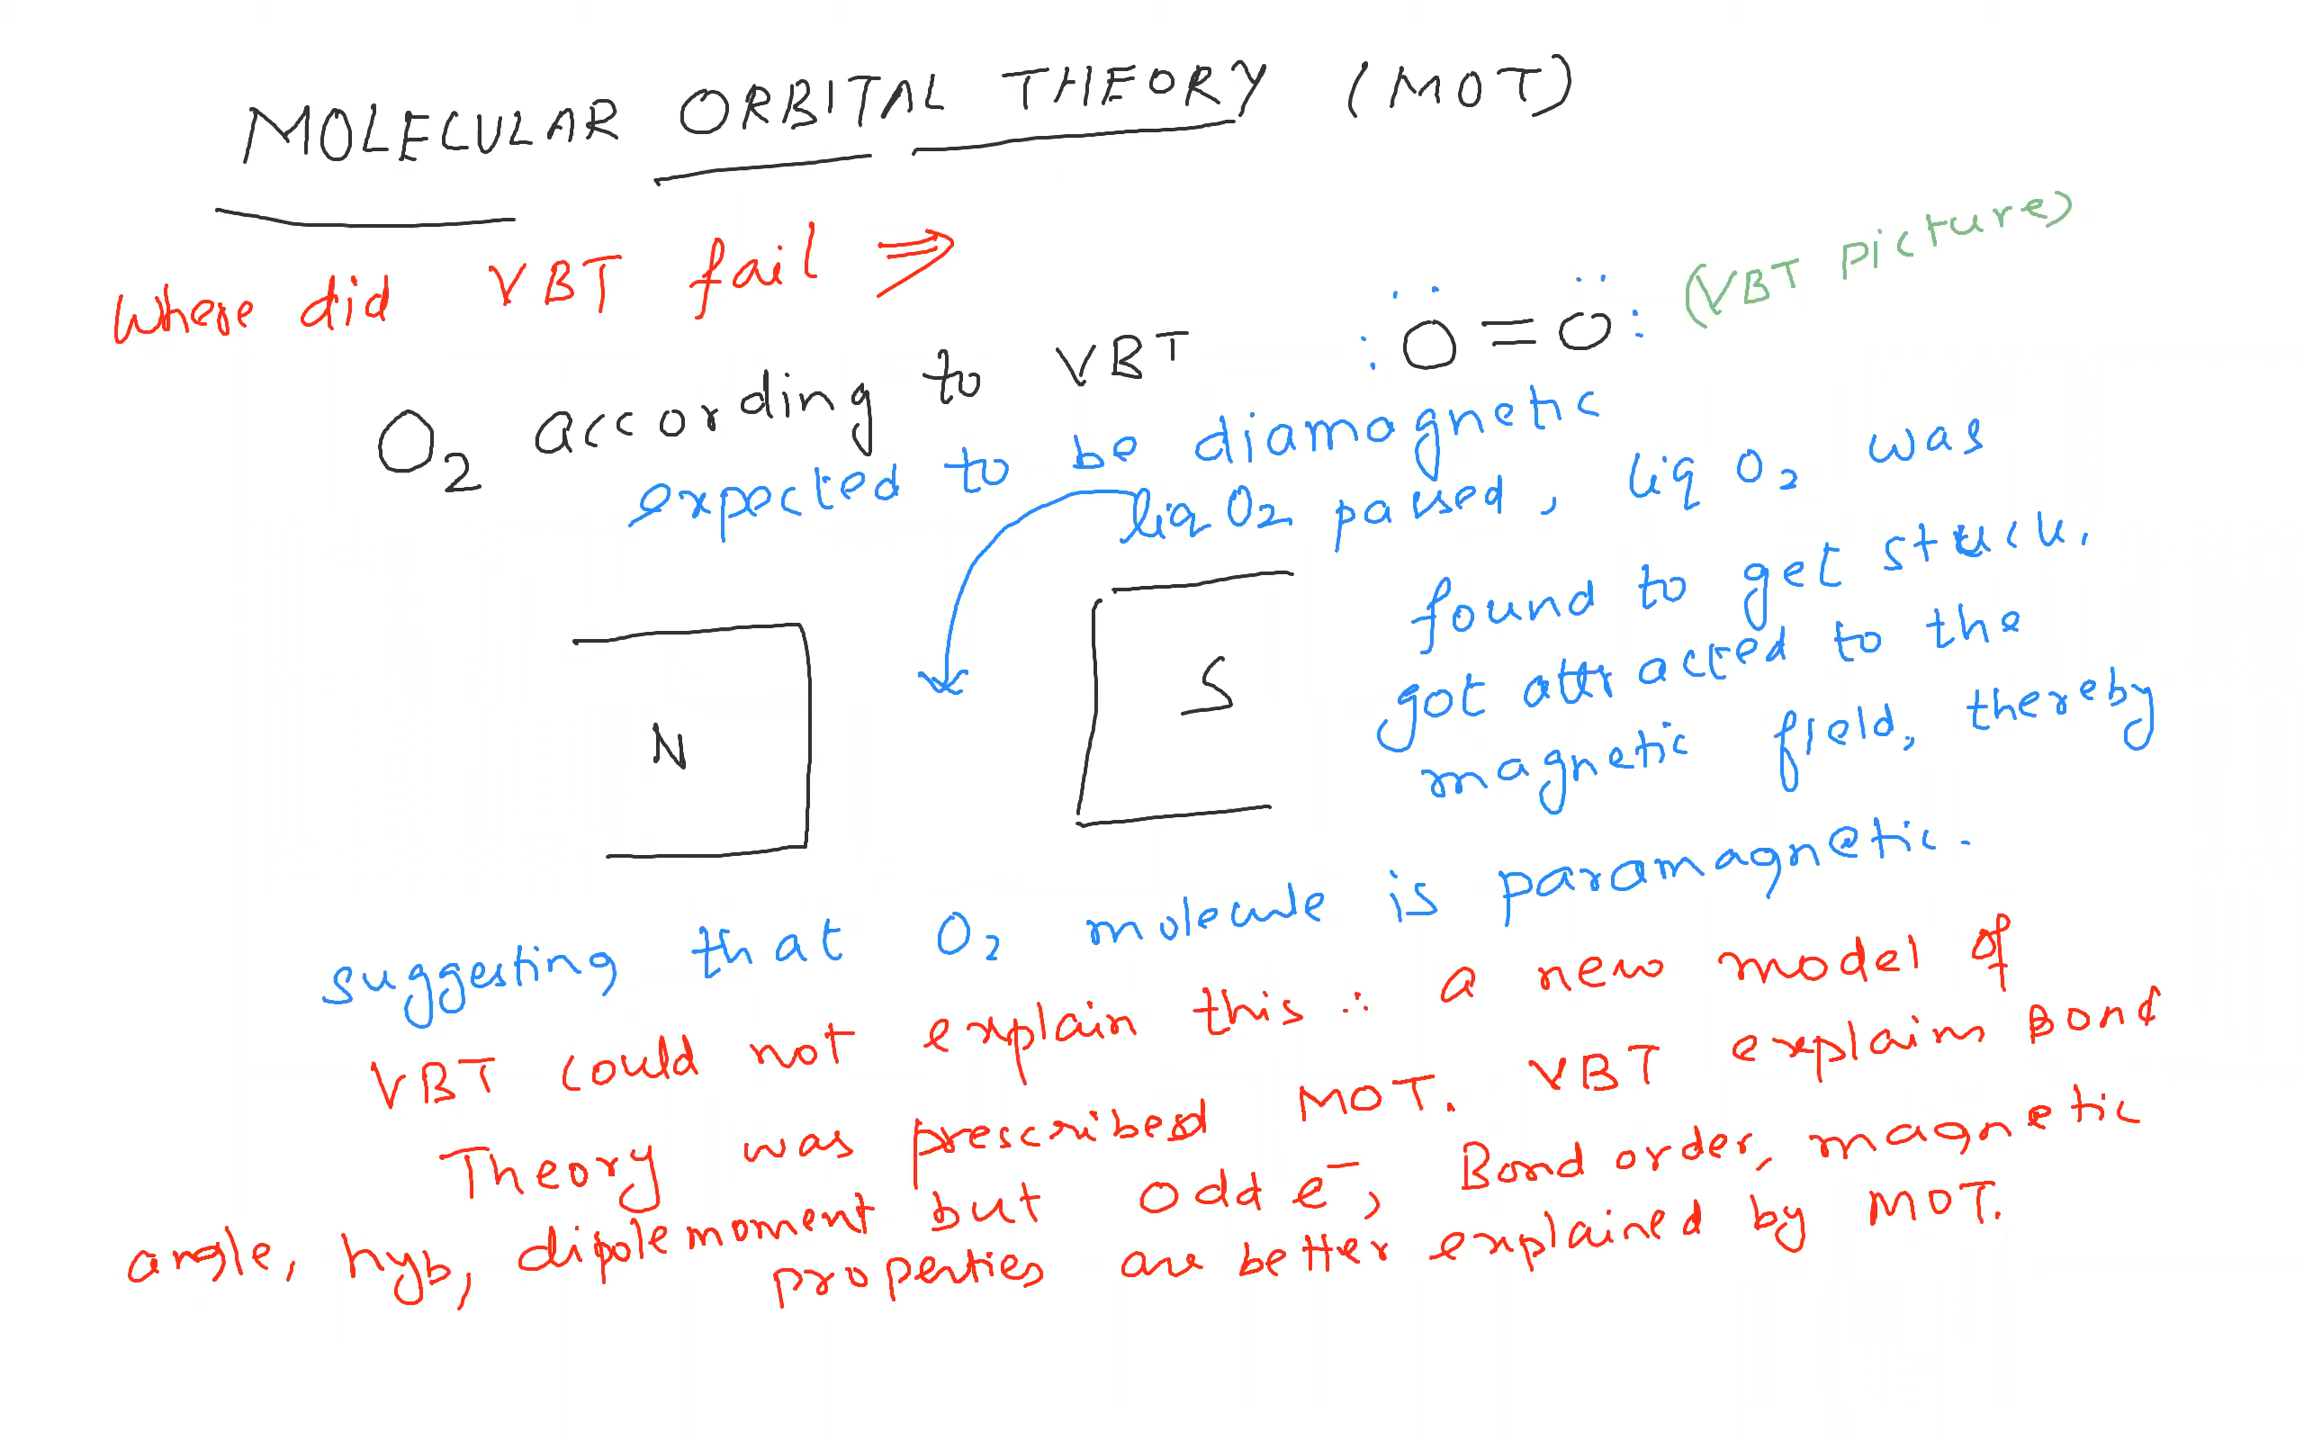 MOLECULAR ORBITAL THEORY (MOT)
Where did VBT fail ⇒
O₂ according to VBT :O=O: (VBT picture)
expected to be diamagnetic
liq O₂ passed, liq O₂ was
found to get stuck.
got attracted to the
magnetic field, thereby
N
S
suggesting that O₂ molecule is paramagnetic.
VBT could not explain this ∴ a new model of
Theory was prescribed MOT. VBT explains Bond
angle, hyb, dipole moment but odd e⁻, Bond order, magnetic
properties are better explained by MOT.